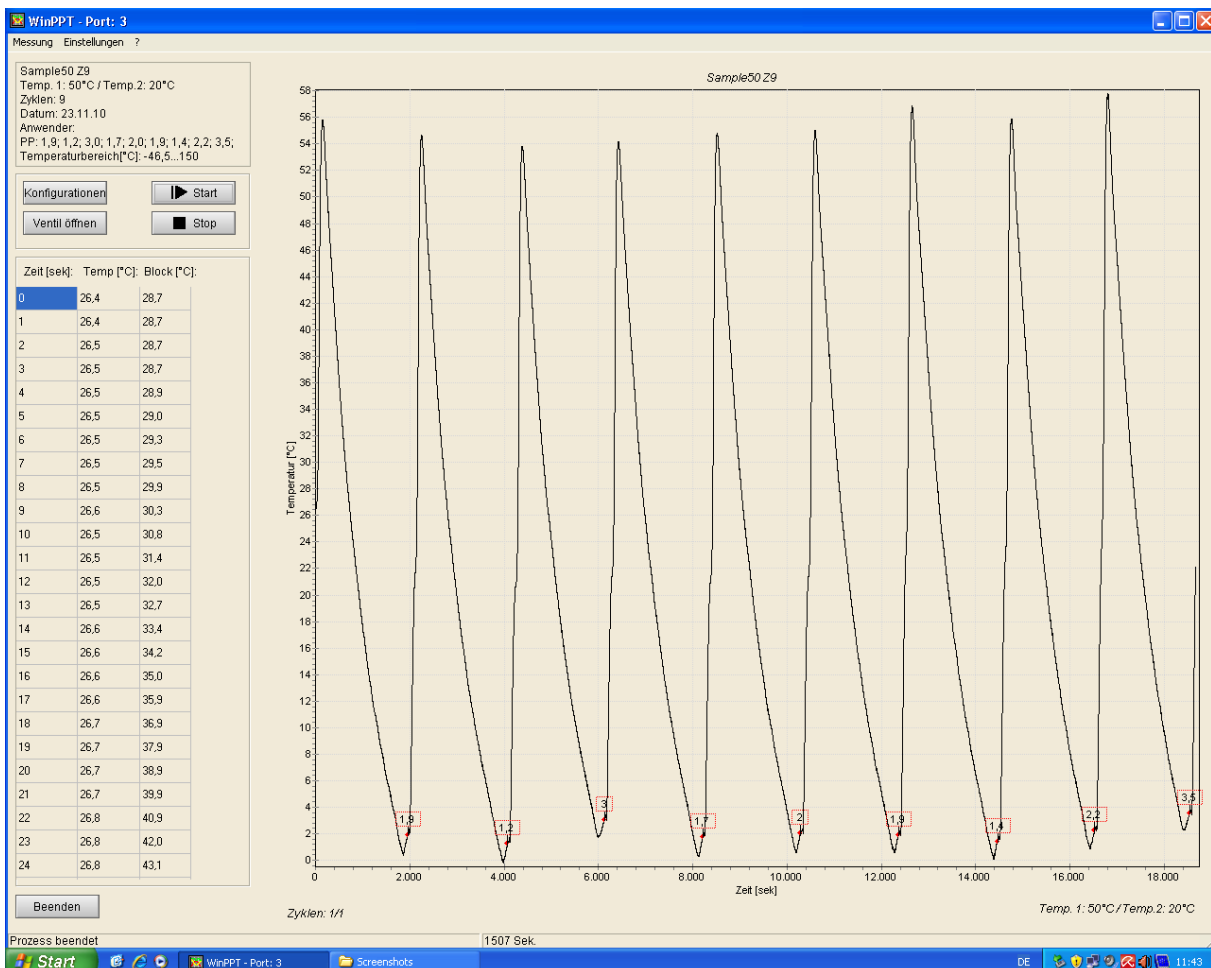 WinPPT - Port: 3
Messung Einstellungen ?
Sample50 Z9
Temp. 1: 50°C / Temp.2: 20°C
Zyklen: 9
Datum: 23.11.10
Anwender:
PP: 1,9; 1,2; 3,0; 1,7; 2,0; 1,9; 1,4; 2,2; 3,5;
Temperaturbereich[°C]: -46,5...150
Konfigurationen Start
Ventil öffnen Stop
Zeit [sek]: Temp [°C]: Block [°C]:
0 26,4 28,7
1 26,4 28,7
2 26,5 28,7
3 26,5 28,7
4 26,5 28,9
5 26,5 29,0
6 26,5 29,3
7 26,5 29,5
8 26,5 29,9
9 26,6 30,3
10 26,5 30,8
11 26,5 31,4
12 26,5 32,0
13 26,5 32,7
14 26,6 33,4
15 26,6 34,2
16 26,6 35,0
17 26,6 35,9
18 26,7 36,9
19 26,7 37,9
20 26,7 38,9
21 26,7 39,9
22 26,8 40,9
23 26,8 42,0
24 26,8 43,1
Beenden
Sample50 Z9
58
56
54
52
50
48
46
44
42
40
38
36
34
32
30
28
26
24
22
20
18
16
14
12
10
8
6
4
2
0
Temperatur [°C]
1,9 1,2 3 1,7 2 1,9 1,4 2,2 3,5
0 2.000 4.000 6.000 8.000 10.000 12.000 14.000 16.000 18.000
Zeit [sek]
Zyklen: 1/1
Temp. 1: 50°C / Temp.2: 20°C
Prozess beendet 1507 Sek.
Start WinPPT - Port: 3 Screenshots DE 11:43